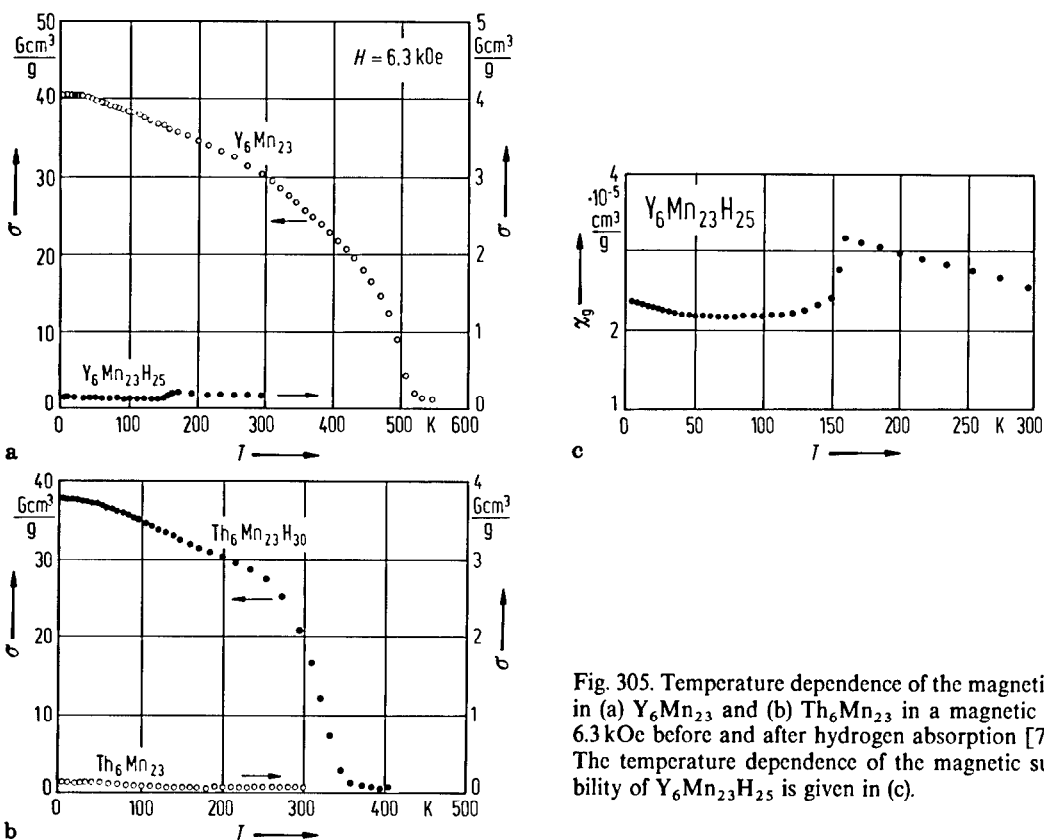 50
Gcm³
g
40
30
20
10
0
σ
5
Gcm³
g
4
3
2
1
0
σ
H = 6.3 kOe
Y₆Mn₂₃
Y₆Mn₂₃H₂₅
0 100 200 300 400 500 K 600
T
a
40
Gcm³
g
30
20
10
0
σ
4
Gcm³
g
3
2
1
0
σ
Th₆Mn₂₃H₃₀
Th₆Mn₂₃
0 100 200 300 400 K 500
T
b
4
·10⁻⁵
cm³
g
2
1
χg
Y₆Mn₂₃H₂₅
0 50 100 150 200 250 K 300
T
c
Fig. 305. Temperature dependence of the magneti
in (a) Y₆Mn₂₃ and (b) Th₆Mn₂₃ in a magnetic
6.3 kOe before and after hydrogen absorption [7
The temperature dependence of the magnetic su
bility of Y₆Mn₂₃H₂₅ is given in (c).